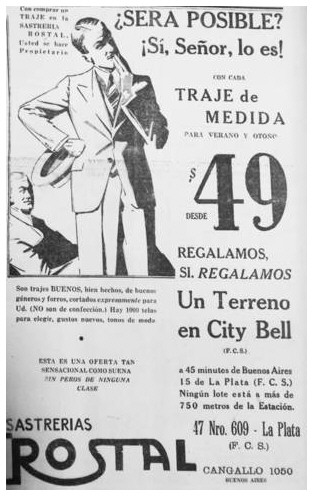 Con comprar un
TRAJE en la
SASTRERIA
ROSTAL,
Usted se hace
Propietario
¿SERA POSIBLE?
¡Sí, Señor, lo es!
CON CADA
TRAJE de
MEDIDA
PARA VERANO Y OTOÑO
DESDE $49
REGALAMOS,
SI. REGALAMOS
Un Terreno
en City Bell
(F.C.S.)
a 45 minutos de Buenos Aires
15 de La Plata (F. C. S.)
Ningún lote está a más de
750 metros de la Estación.
Son trajes BUENOS, bien hechos, de buenos
géneros y forros, cortados expresamente para
Ud. (NO son de confección.) Hay 1000 telas
para elegir, gustos nuevos, tonos de moda
ESTA ES UNA OFERTA TAN
SENSACIONAL COMO SUENA
SIN PEROS DE NINGUNA
CLASE
SASTRERIAS
ROSTAL
47 Nro. 609 - La Plata
(F. C. S.)
CANGALLO 1050
BUENOS AIRES